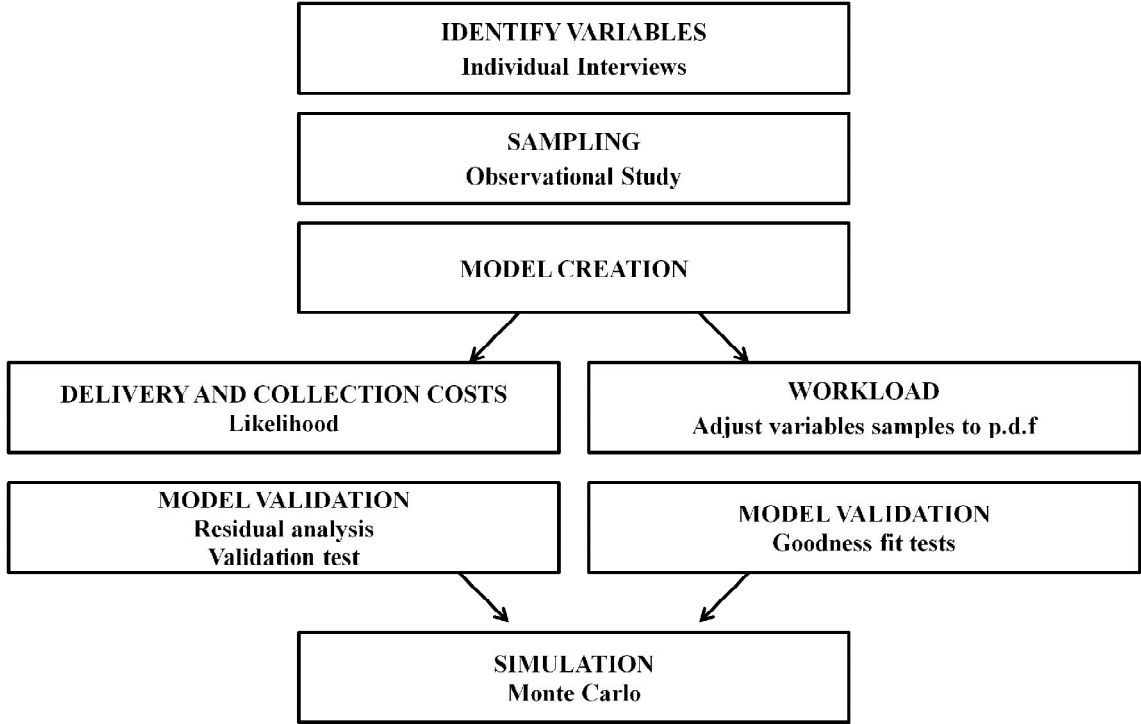 IDENTIFY VARIABLES
Individual Interviews
SAMPLING
Observational Study
MODEL CREATION
DELIVERY AND COLLECTION COSTS
Likelihood
WORKLOAD
Adjust variables samples to p.d.f
MODEL VALIDATION
Residual analysis
Validation test
MODEL VALIDATION
Goodness fit tests
SIMULATION
Monte Carlo